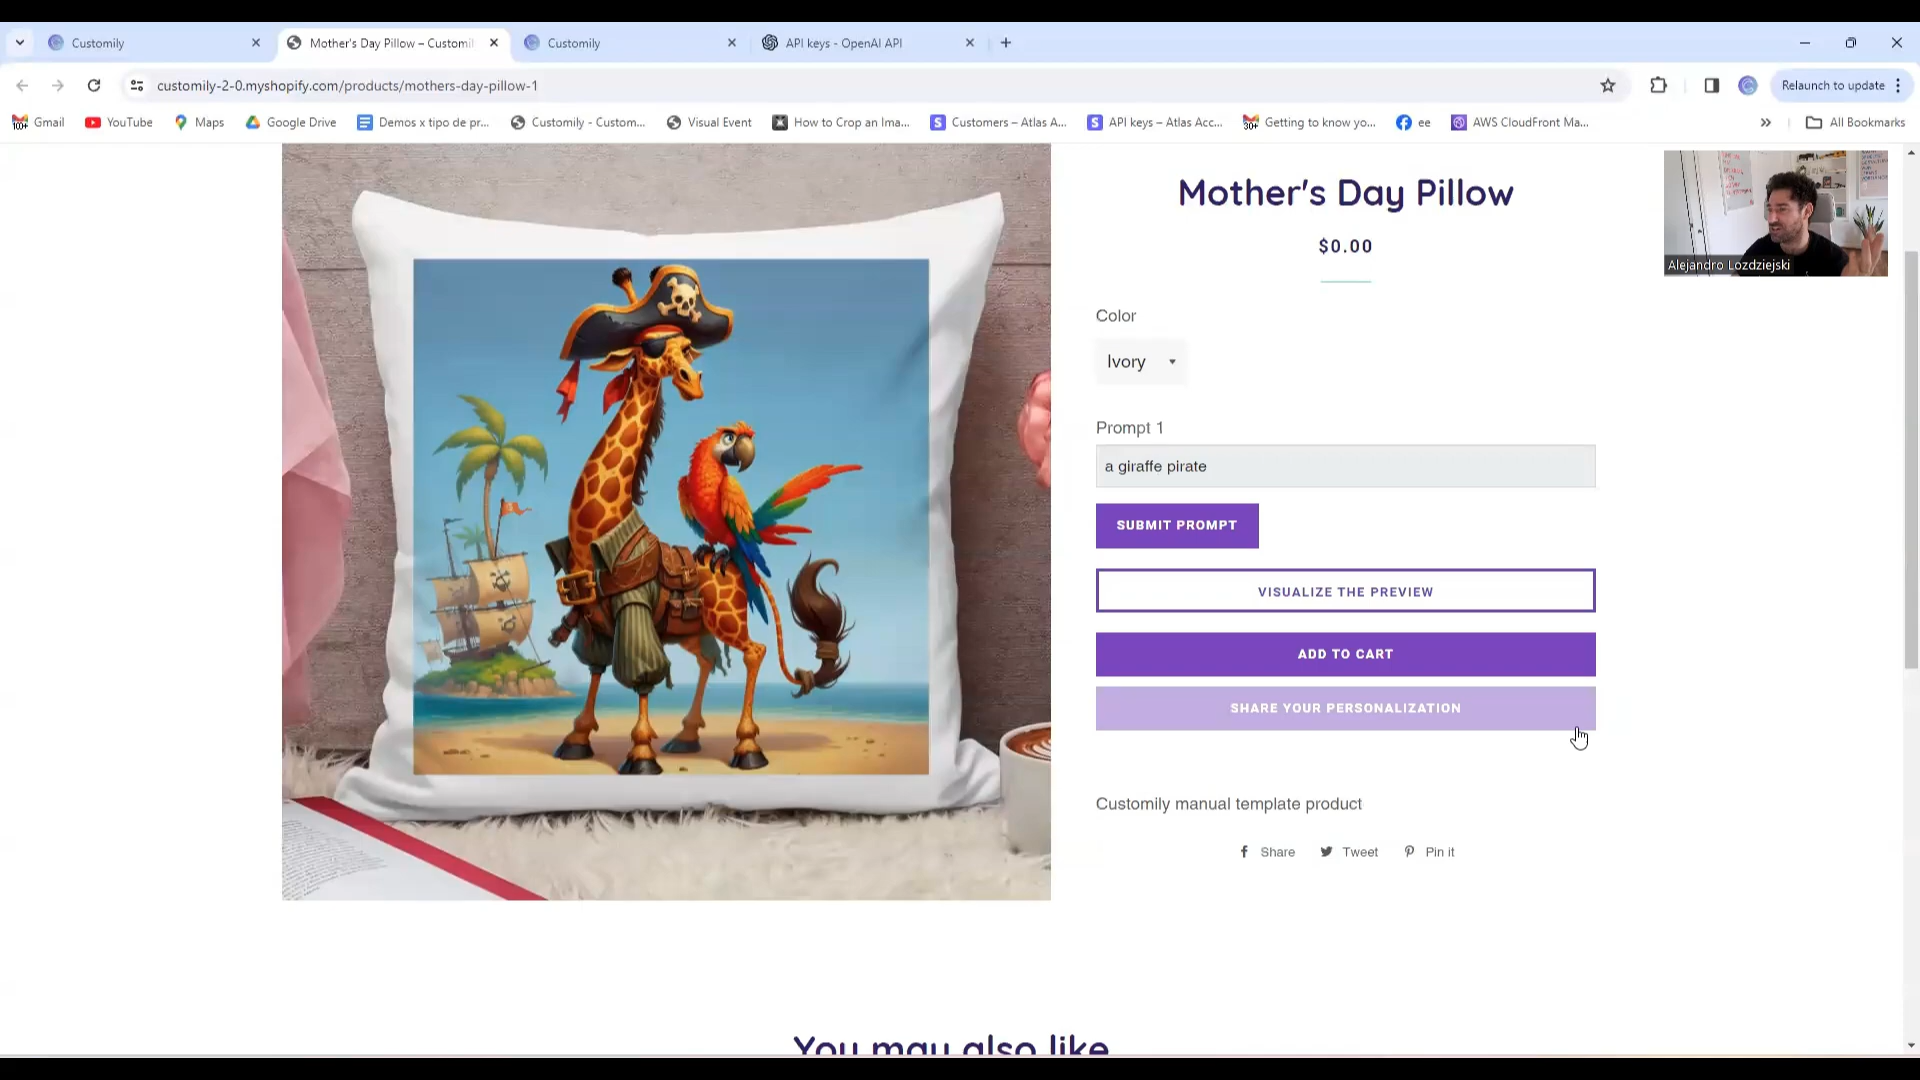 Customily
Mother's Day Pillow – Customil
Customily
API keys - OpenAI API
customily-2-0.myshopify.com/products/mothers-day-pillow-1
Relaunch to update
Gmail
YouTube
Maps
Google Drive
Demos x tipo de pr...
Customily - Custom...
Visual Event
How to Crop an Ima...
Customers – Atlas A...
API keys – Atlas Acc...
Getting to know yo...
ee
AWS CloudFront Ma...
All Bookmarks
Mother's Day Pillow
$0.00
Alejandro Lozdziejski
Color
Ivory
Prompt 1
a giraffe pirate
SUBMIT PROMPT
VISUALIZE THE PREVIEW
ADD TO CART
SHARE YOUR PERSONALIZATION
Customily manual template product
Share
Tweet
Pin it
You may also like